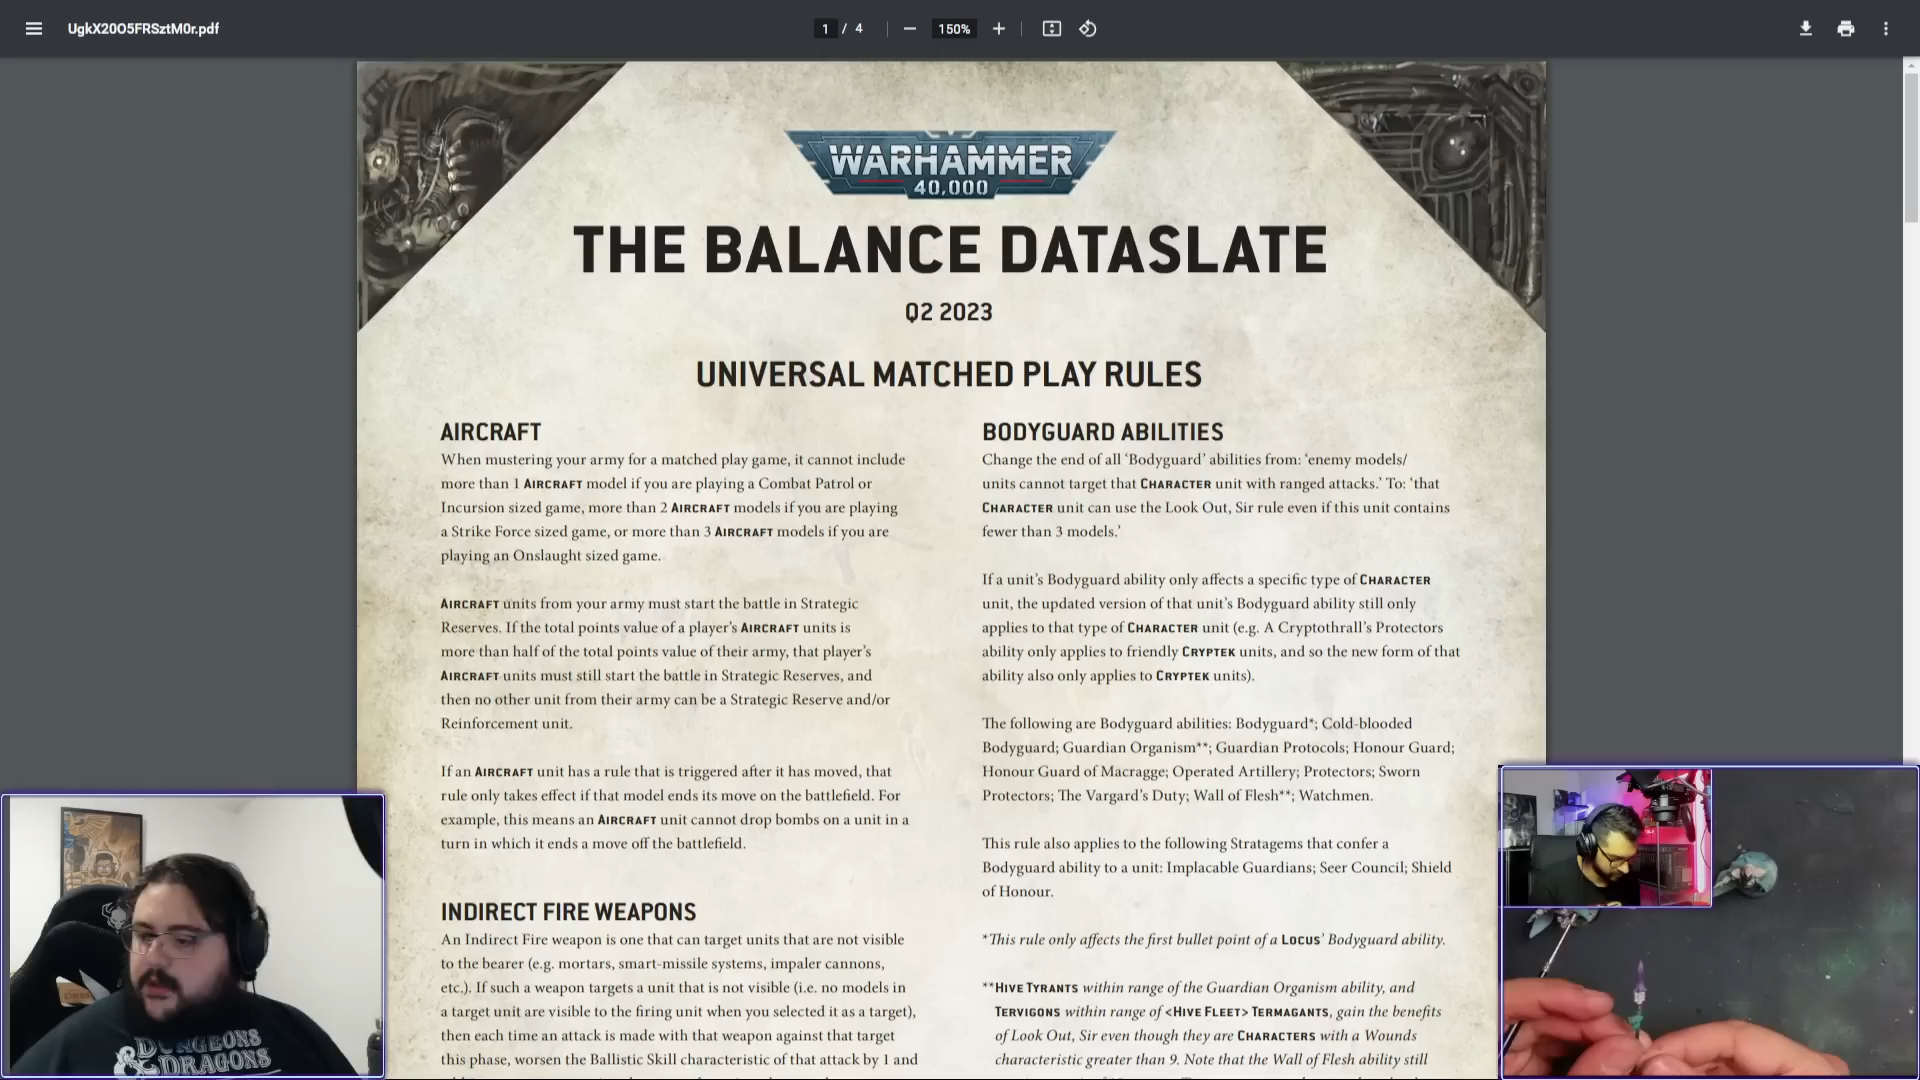 UgkX20O5FRSztM0r.pdf
1 / 4
150%
WARHAMMER
40,000
THE BALANCE DATASLATE
Q2 2023
UNIVERSAL MATCHED PLAY RULES
AIRCRAFT
When mustering your army for a matched play game, it cannot include
more than 1 AIRCRAFT model if you are playing a Combat Patrol or
Incursion sized game, more than 2 AIRCRAFT models if you are playing
a Strike Force sized game, or more than 3 AIRCRAFT models if you are
playing an Onslaught sized game.
AIRCRAFT units from your army must start the battle in Strategic
Reserves. If the total points value of a player's AIRCRAFT units is
more than half of the total points value of their army, that player's
AIRCRAFT units must still start the battle in Strategic Reserves, and
then no other unit from their army can be a Strategic Reserve and/or
Reinforcement unit.
If an AIRCRAFT unit has a rule that is triggered after it has moved, that
rule only takes effect if that model ends its move on the battlefield. For
example, this means an AIRCRAFT unit cannot drop bombs on a unit in a
turn in which it ends a move off the battlefield.
INDIRECT FIRE WEAPONS
An Indirect Fire weapon is one that can target units that are not visible
to the bearer (e.g. mortars, smart-missile systems, impaler cannons,
etc.). If such a weapon targets a unit that is not visible (i.e. no models in
a target unit are visible to the firing unit when you selected it as a target),
then each time an attack is made with that weapon against that target
this phase, worsen the Ballistic Skill characteristic of that attack by 1 and
BODYGUARD ABILITIES
Change the end of all ‘Bodyguard’ abilities from: ‘enemy models/
units cannot target that CHARACTER unit with ranged attacks.’ To: ‘that
CHARACTER unit can use the Look Out, Sir rule even if this unit contains
fewer than 3 models.’
If a unit's Bodyguard ability only affects a specific type of CHARACTER
unit, the updated version of that unit's Bodyguard ability still only
applies to that type of CHARACTER unit (e.g. A Cryptothrall's Protectors
ability only applies to friendly CRYPTEK units, and so the new form of that
ability also only applies to CRYPTEK units).
The following are Bodyguard abilities: Bodyguard*; Cold-blooded
Bodyguard; Guardian Organism**; Guardian Protocols; Honour Guard;
Honour Guard of Macragge; Operated Artillery; Protectors; Sworn
Protectors; The Vargard's Duty; Wall of Flesh**; Watchmen.
This rule also applies to the following Stratagems that confer a
Bodyguard ability to a unit: Implacable Guardians; Seer Council; Shield
of Honour.
*This rule only affects the first bullet point of a LOCUS' Bodyguard ability.
**HIVE TYRANTS within range of the Guardian Organism ability, and
TERVIGONS within range of <HIVE FLEET> TERMAGANTS, gain the benefits
of Look Out, Sir even though they are CHARACTERS with a Wounds
characteristic greater than 9. Note that the Wall of Flesh ability still
DUNGEONS
& DRAGONS